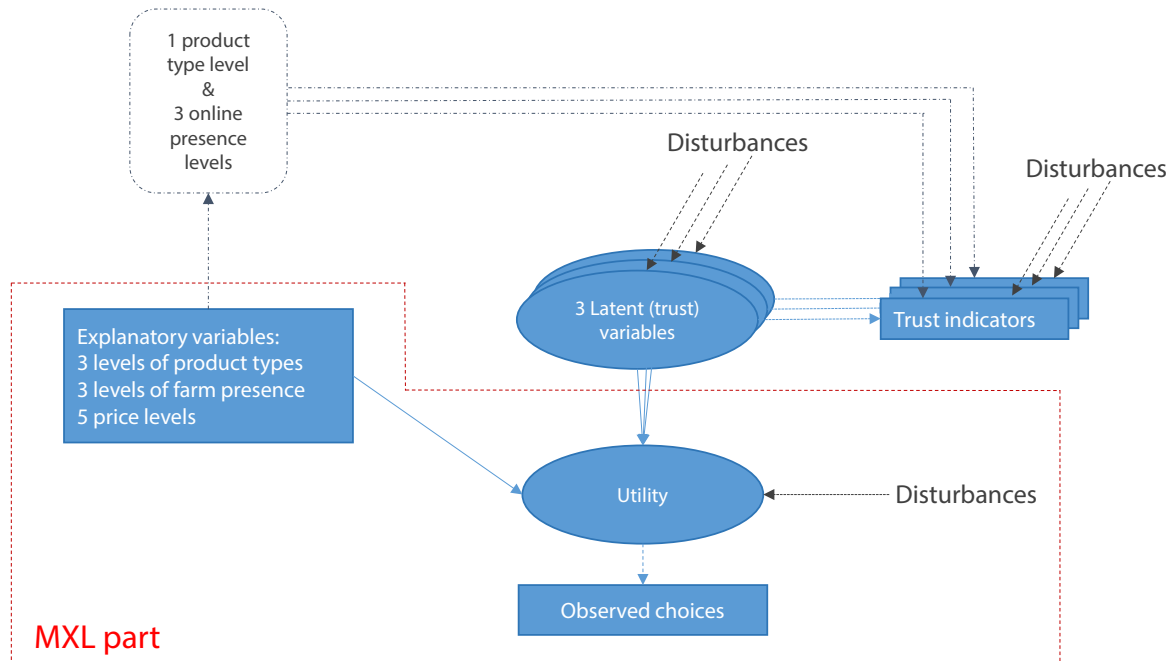 1 product
type level
&
3 online
presence
levels
Disturbances
Disturbances
3 Latent (trust)
variables
Trust indicators
Explanatory variables:
3 levels of product types
3 levels of farm presence
5 price levels
Utility
Disturbances
Observed choices
MXL part